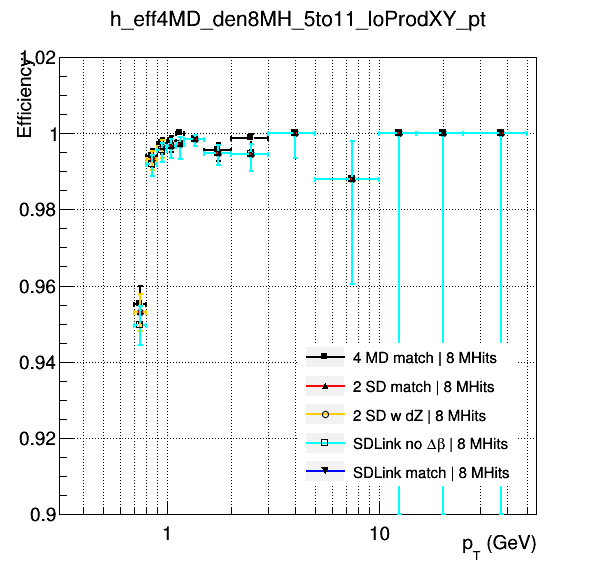 h_eff4MD_den8MH_5to11_loProdXY_pt
Efficiency
1.02
1
0.98
0.96
0.94
0.92
0.9
4 MD match | 8 MHits
2 SD match | 8 MHits
2 SD w dZ | 8 MHits
SDLink no Δβ | 8 MHits
SDLink match | 8 MHits
1
10
p_T (GeV)